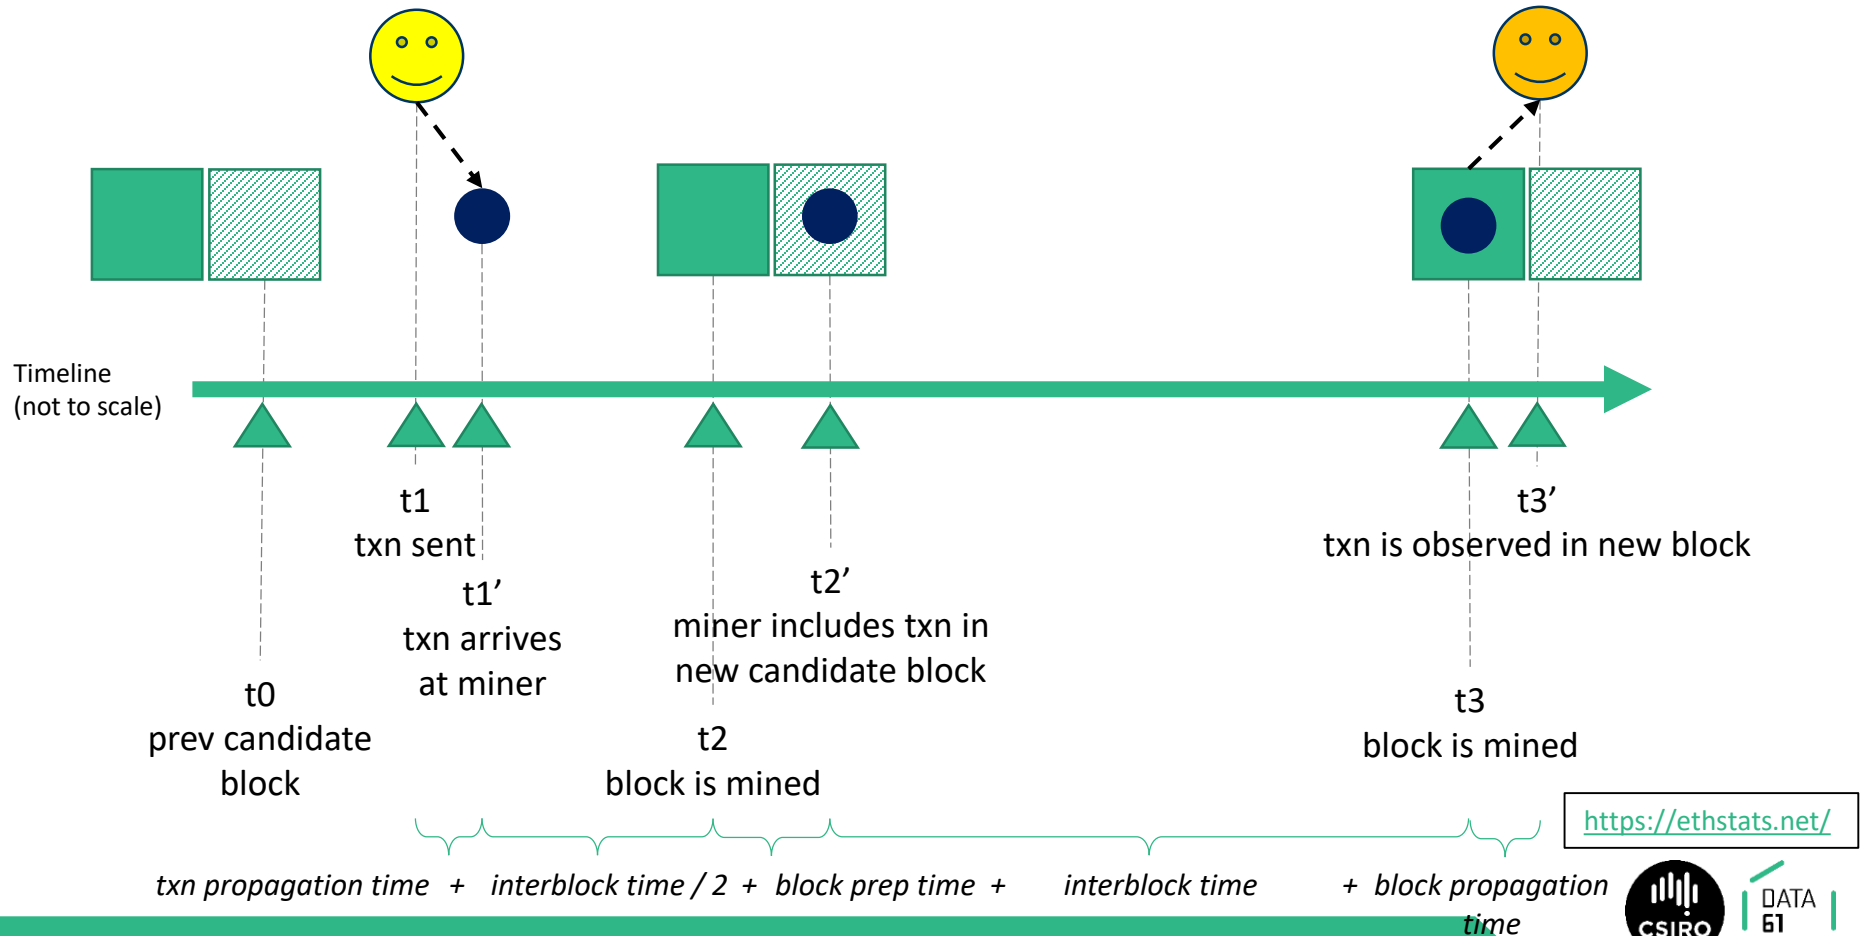 Timeline
(not to scale)
t1
txn sent
t1’
txn arrives
at miner
t0
prev candidate
block
t2’
miner includes txn in
new candidate block
t2
block is mined
t3’
txn is observed in new block
t3
block is mined
https://ethstats.net/
txn propagation time + interblock time / 2 + block prep time + interblock time + block propagation
time
CSIRO
DATA
61